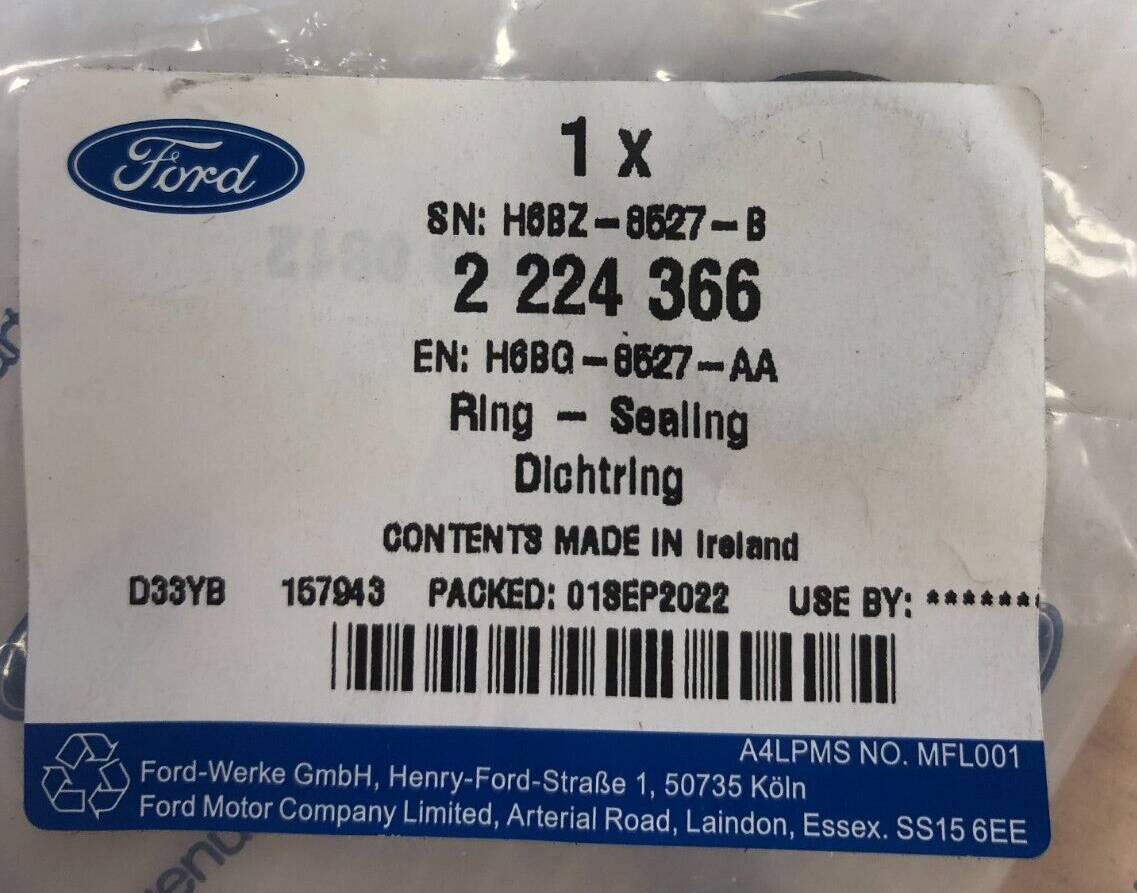 Ford
1 x
SN: H6BZ-8527-B
2 224 366
EN: H6BG-8527-AA
Ring - Sealing
Dichtring
CONTENTS MADE IN Ireland
D33YB 157943 PACKED: 01SEP2022 USE BY: *******
A4LPMS NO. MFL001
Ford-Werke GmbH, Henry-Ford-Straße 1, 50735 Köln
Ford Motor Company Limited, Arterial Road, Laindon, Essex. SS15 6EE